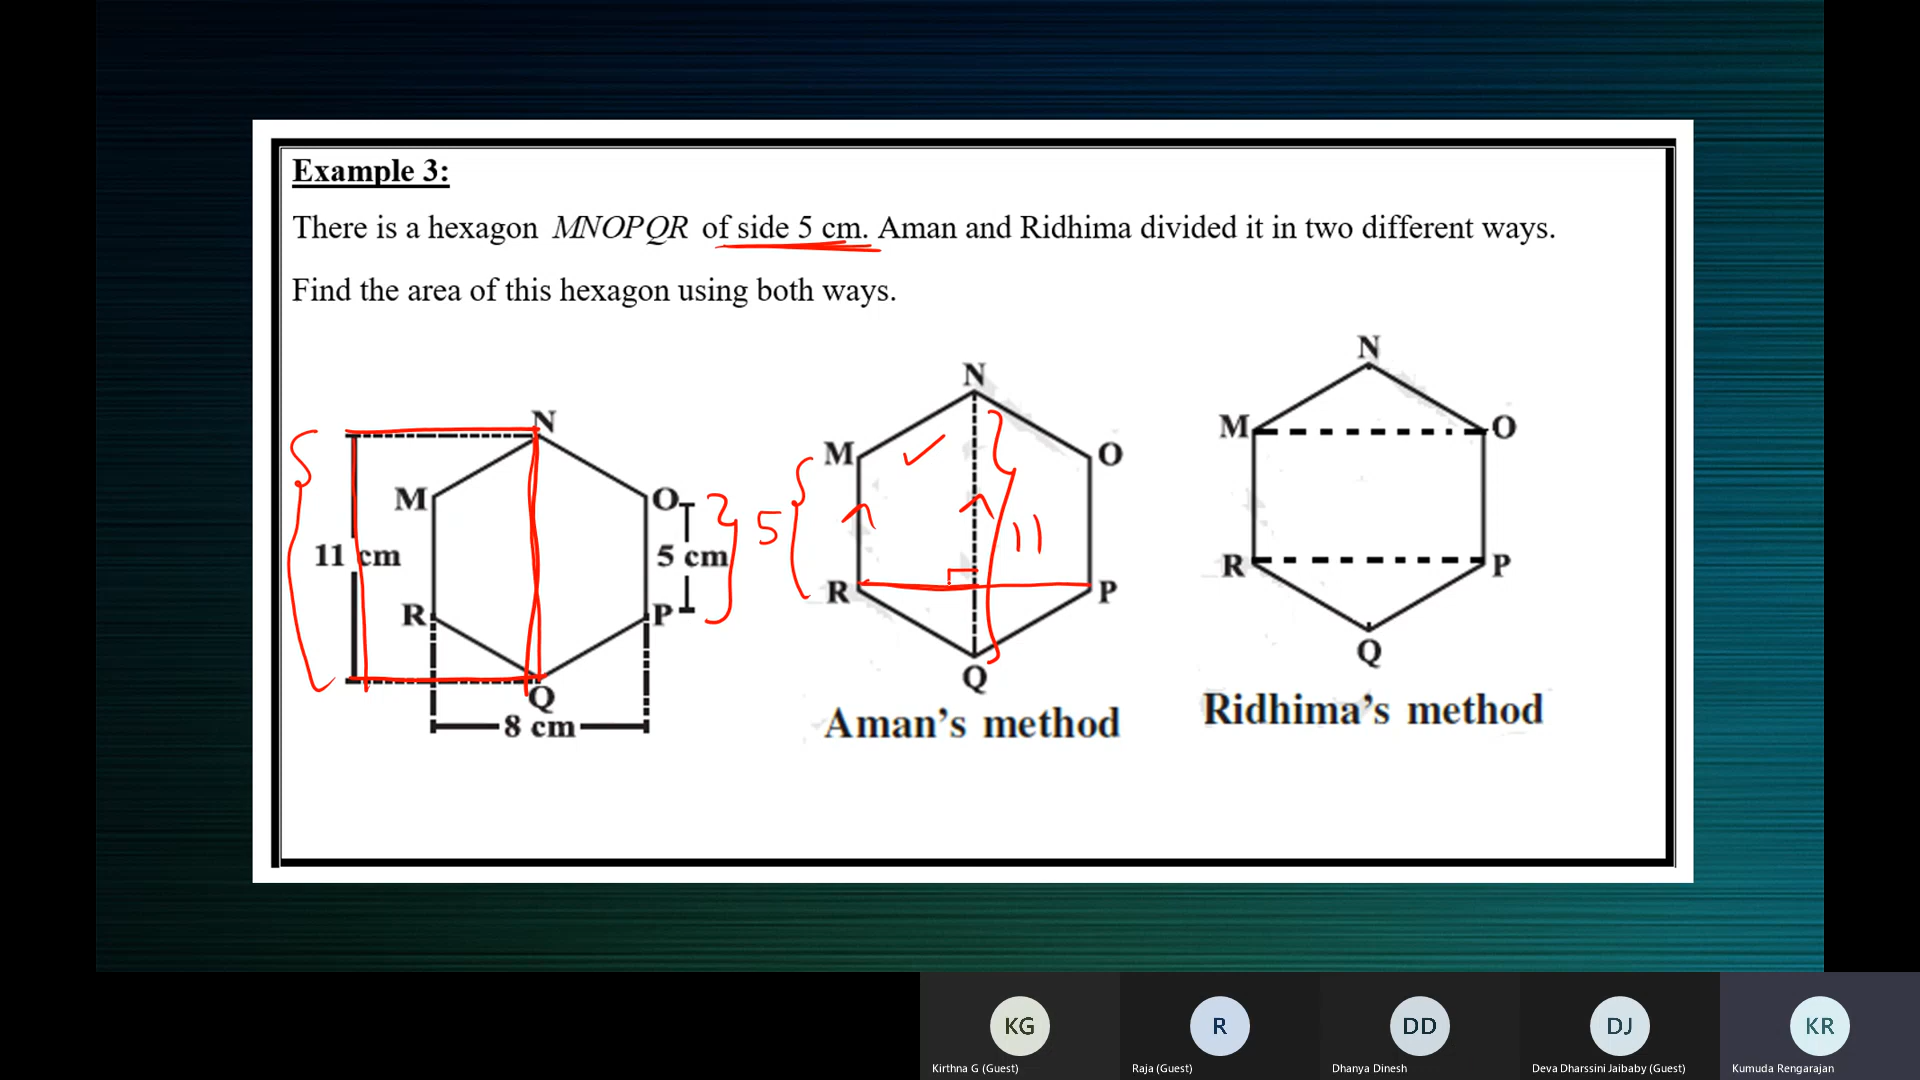 Example 3:
There is a hexagon MNOPQR of side 5 cm. Aman and Ridhima divided it in two different ways.
Find the area of this hexagon using both ways.
N
M
O
11 cm
5 cm
R
P
Q
8 cm
5
N
M
O
11
R
P
Q
Aman's method
N
M
O
R
P
Q
Ridhima's method
KG
R
DD
DJ
KR
Kirthna G (Guest)
Raja (Guest)
Dhanya Dinesh
Deva Dharssini Jaibaby (Guest)
Kumuda Rengarajan